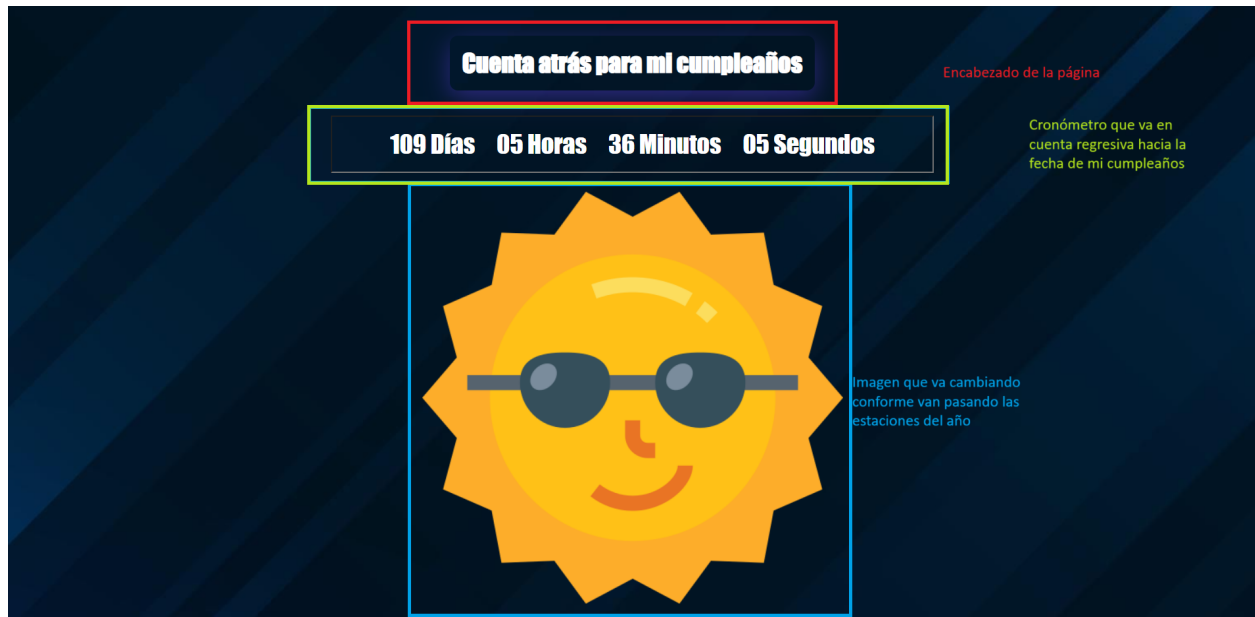 Cuenta atrás para mi cumpleaños
Encabezado de la página
109 Días 05 Horas 36 Minutos 05 Segundos
Cronómetro que va en
cuenta regresiva hacia la
fecha de mi cumpleaños
Imagen que va cambiando
conforme van pasando las
estaciones del año